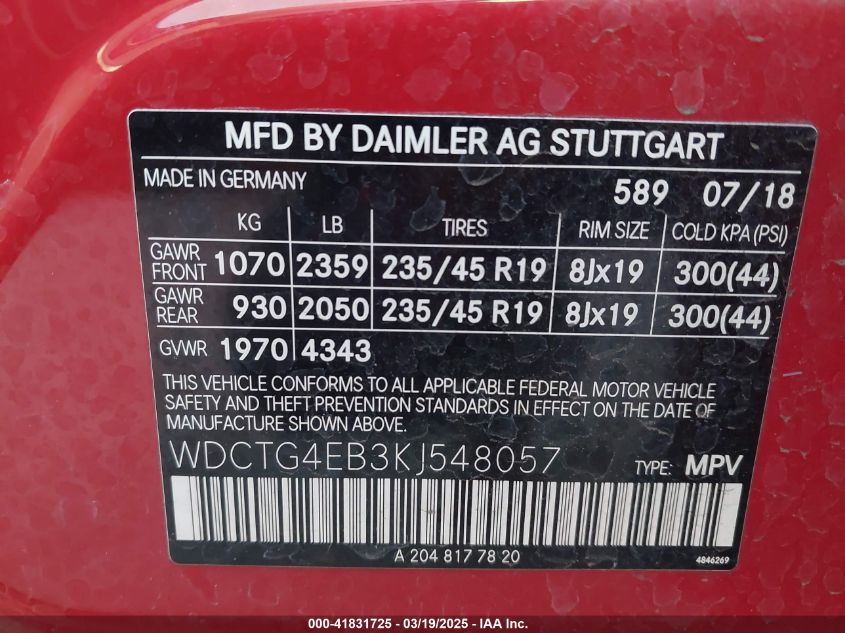 MFD BY DAIMLER AG STUTTGART
MADE IN GERMANY 589 07/18
KG LB TIRES RIM SIZE COLD KPA (PSI)
GAWR FRONT 1070 2359 235/45 R19 8Jx19 300(44)
GAWR REAR 930 2050 235/45 R19 8Jx19 300(44)
GVWR 1970 4343
THIS VEHICLE CONFORMS TO ALL APPLICABLE FEDERAL MOTOR VEHICLE
SAFETY AND THEFT PREVENTION STANDARDS IN EFFECT ON THE DATE OF
MANUFACTURE SHOWN ABOVE.
WDCTG4EB3KJ548057 TYPE: MPV
A 204 817 78 20 4846269
000-41831725 - 03/19/2025 - COPYRIGHT IAA, Inc.